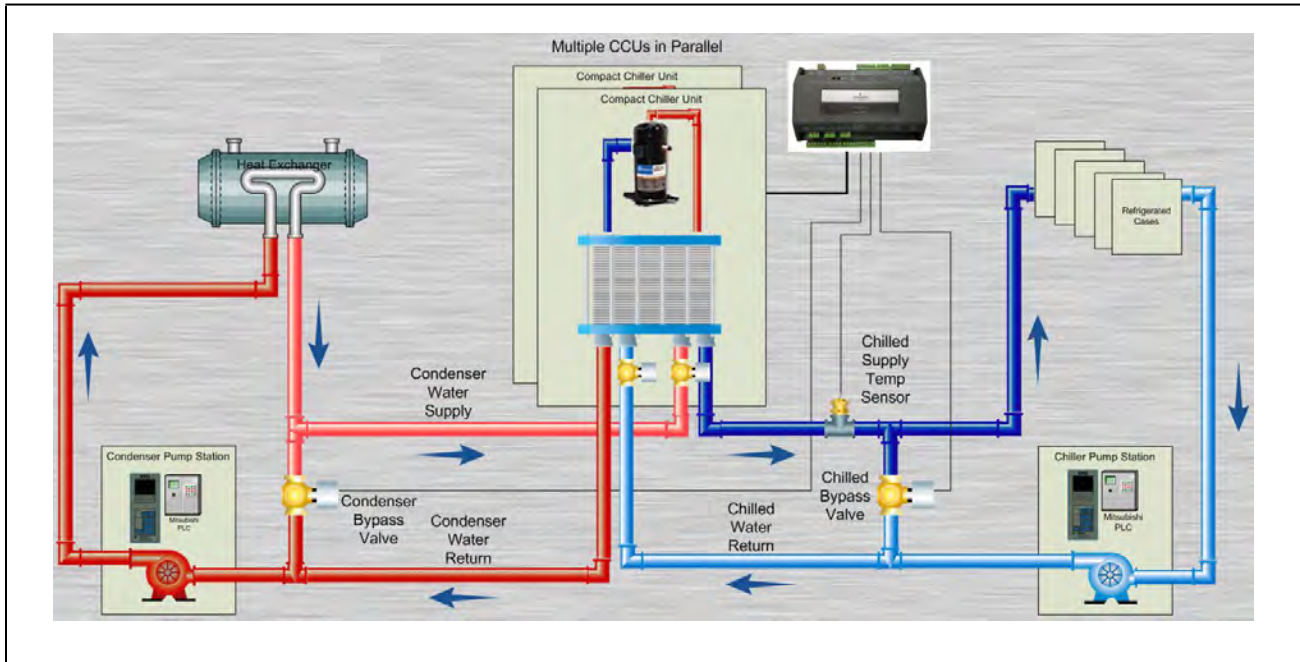 Multiple CCUs in Parallel
Compact Chiller Unit
Compact Chiller Unit
Heat Exchanger
Refrigerated
Cases
Condenser
Water
Supply
Chilled
Supply
Temp
Sensor
Condenser Pump Station
Mitsubishi
PLC
Condenser
Bypass
Valve
Condenser
Water
Return
Chilled
Water
Return
Chilled
Bypass
Valve
Chiller Pump Station
Mitsubishi
PLC